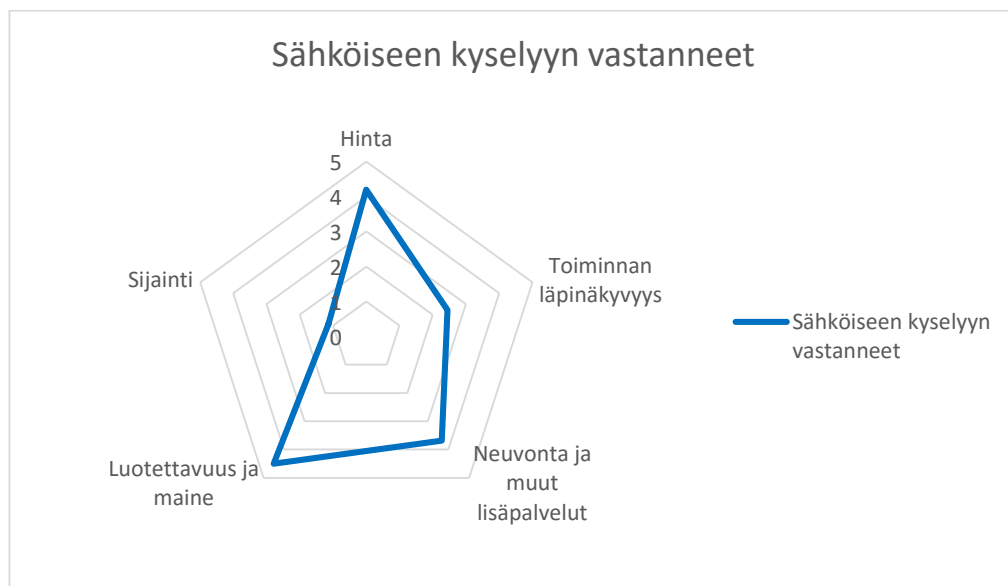 Sähköiseen kyselyyn vastanneet
Hinta
5
4
3
2
1
0
Toiminnan
läpinäkyvyys
Neuvonta ja
muut
lisäpalvelut
Luotettavuus ja
maine
Sijainti
Sähköiseen kyselyyn
vastanneet